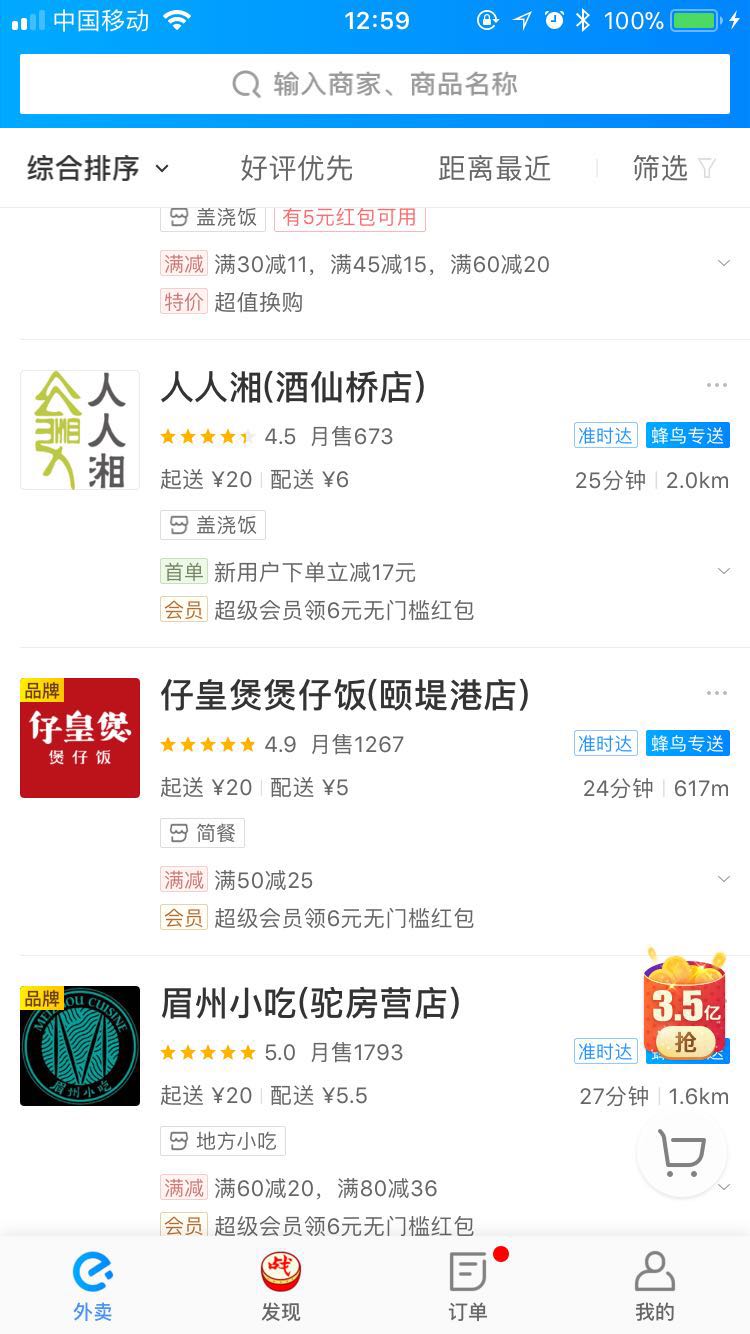 中国移动 12:59 100%
输入商家、商品名称
综合排序 好评优先 距离最近 筛选
盖浇饭 有5元红包可用
满减 满30减11，满45减15，满60减20
特价 超值换购
人人湘
人人湘(酒仙桥店)
4.5 月售673 准时达 蜂鸟专送
起送 ¥20 配送 ¥6 25分钟 2.0km
盖浇饭
首单 新用户下单立减17元
会员 超级会员领6元无门槛红包
品牌
仔皇煲
煲仔饭
仔皇煲煲仔饭(颐堤港店)
4.9 月售1267 准时达 蜂鸟专送
起送 ¥20 配送 ¥5 24分钟 617m
简餐
满减 满50减25
会员 超级会员领6元无门槛红包
品牌
MEIZHOU CUISINE
眉州小吃
眉州小吃(驼房营店)
3.5亿
抢
5.0 月售1793 准时达
起送 ¥20 配送 ¥5.5 27分钟 1.6km
地方小吃
满减 满60减20，满80减36
会员 超级会员领6元无门槛红包
战
外卖 发现 订单 我的